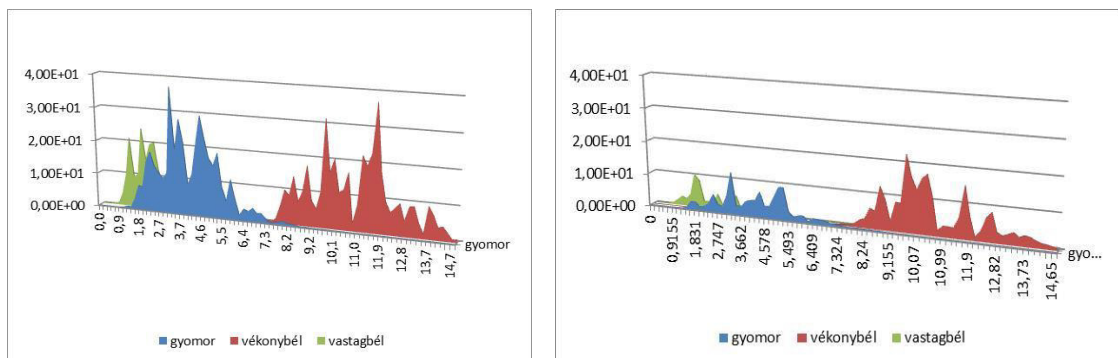 4,00E+01
3,00E+01
2,00E+01
1,00E+01
0,00E+00
0,0
0,9
1,8
2,7
3,7
4,6
5,5
6,4
7,3
8,2
9,2
10,1
11,0
11,9
12,8
13,7
14,7
gyomor
gyomor vékonybél vastagbél
4,00E+01
3,00E+01
2,00E+01
1,00E+01
0,00E+00
0
0,9155
1,831
2,747
3,662
4,578
5,493
6,409
7,324
8,24
9,155
10,07
10,99
11,9
12,82
13,73
14,65
gyo...
gyomor vékonybél vastagbél